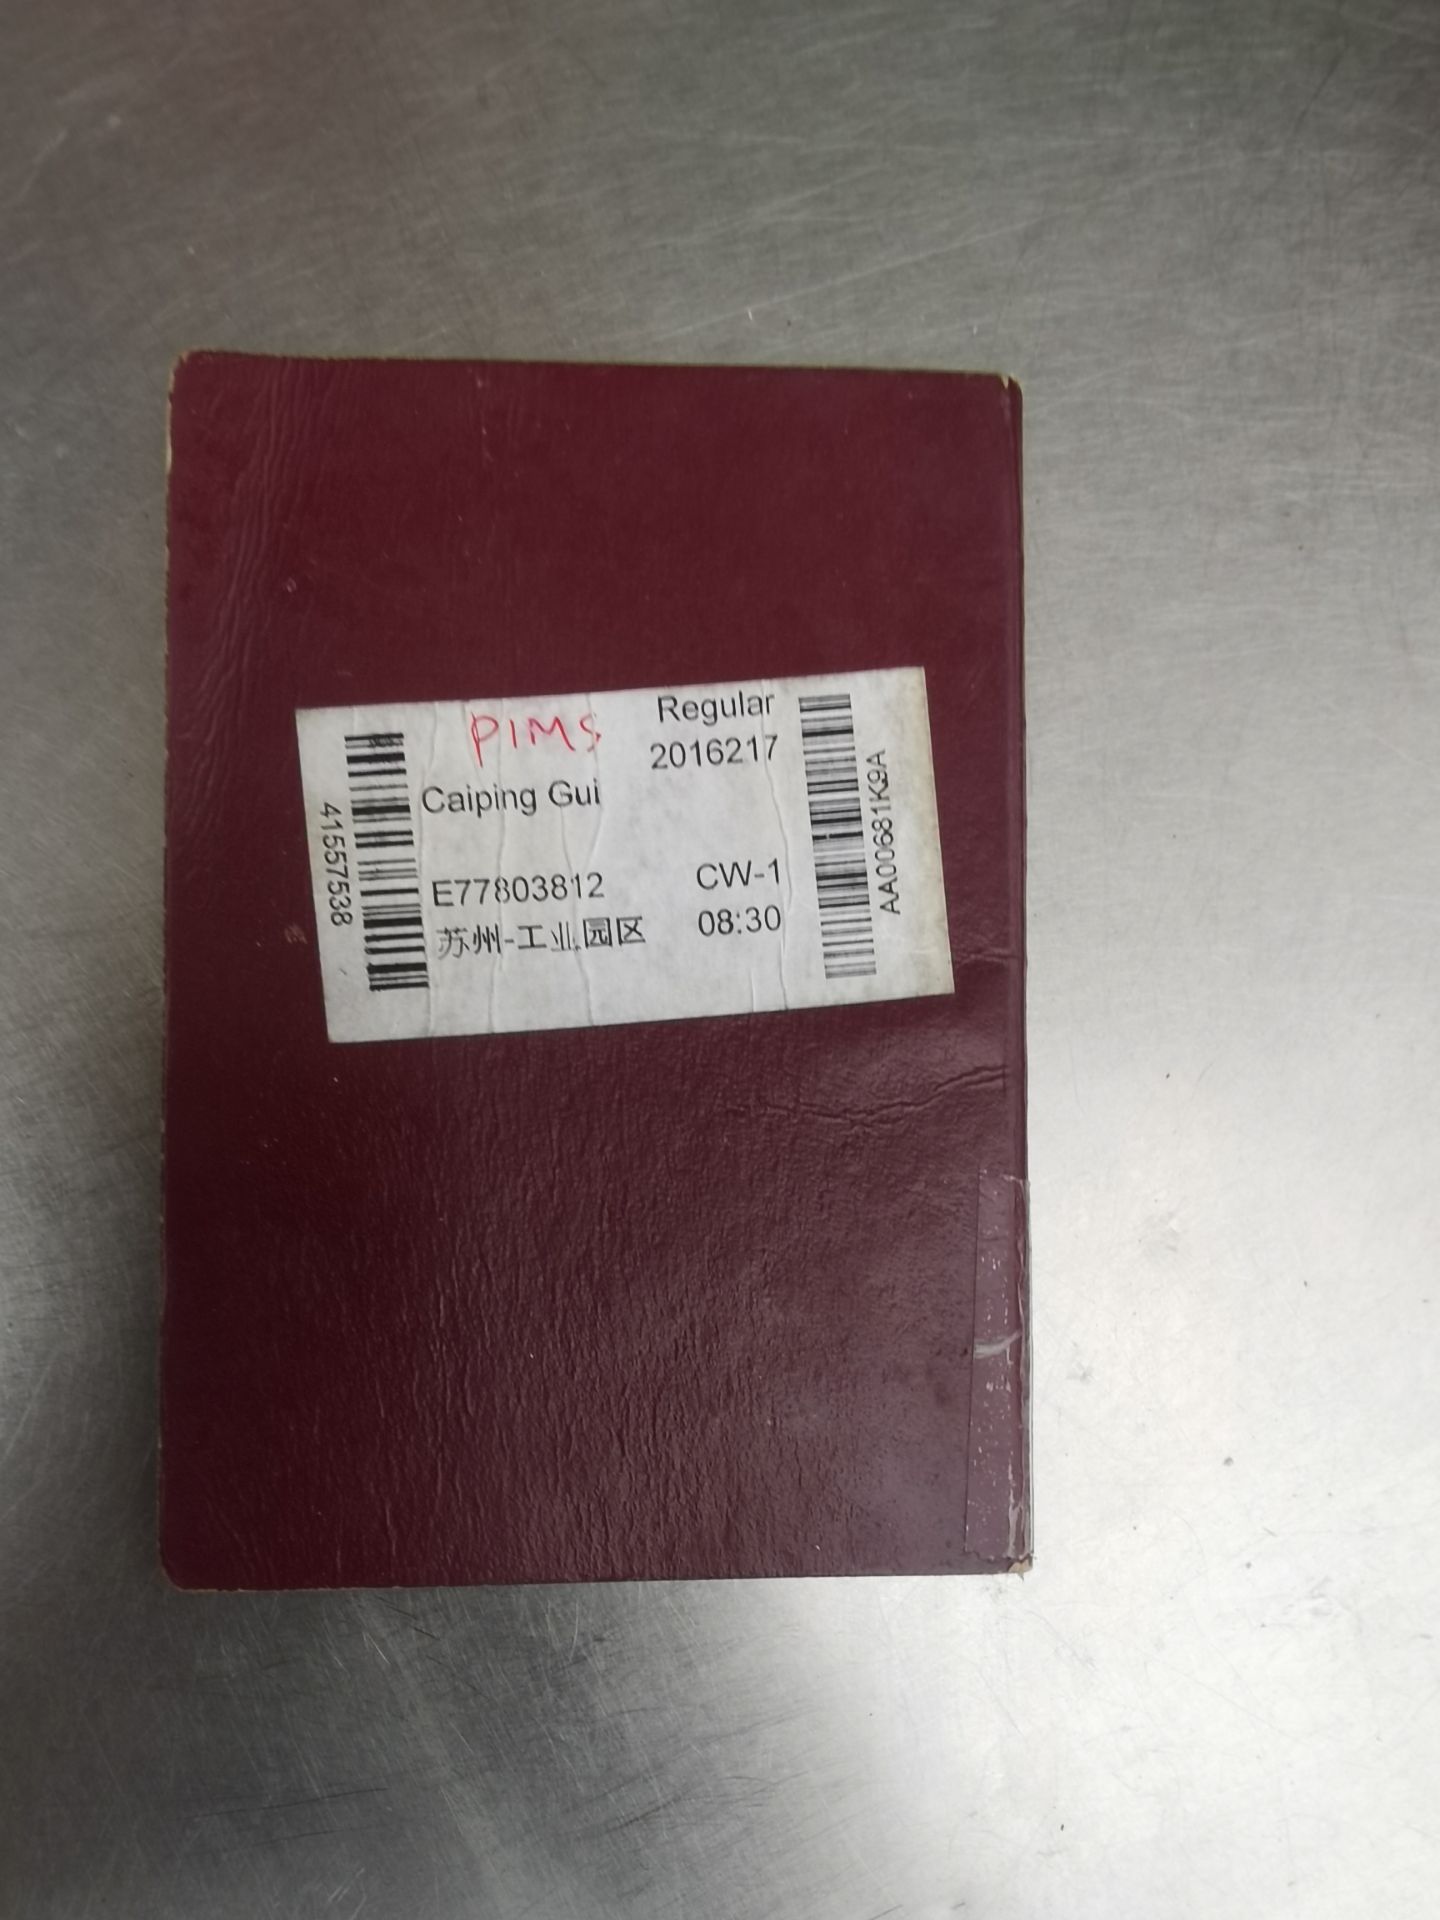 PIMS
Regular
2016217
Caiping Gui
E77803812
CW-1
苏州-工业园区
08:30
41557538
AA00681K9A